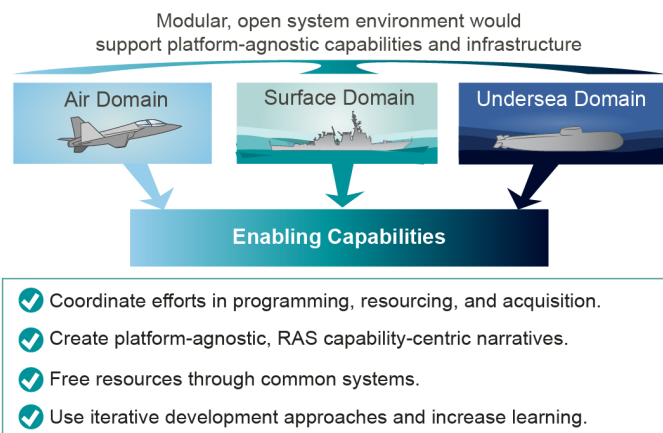 Modular, open system environment would
support platform-agnostic capabilities and infrastructure
Air Domain
Surface Domain
Undersea Domain
Enabling Capabilities
Coordinate efforts in programming, resourcing, and acquisition.
Create platform-agnostic, RAS capability-centric narratives.
Free resources through common systems.
Use iterative development approaches and increase learning.